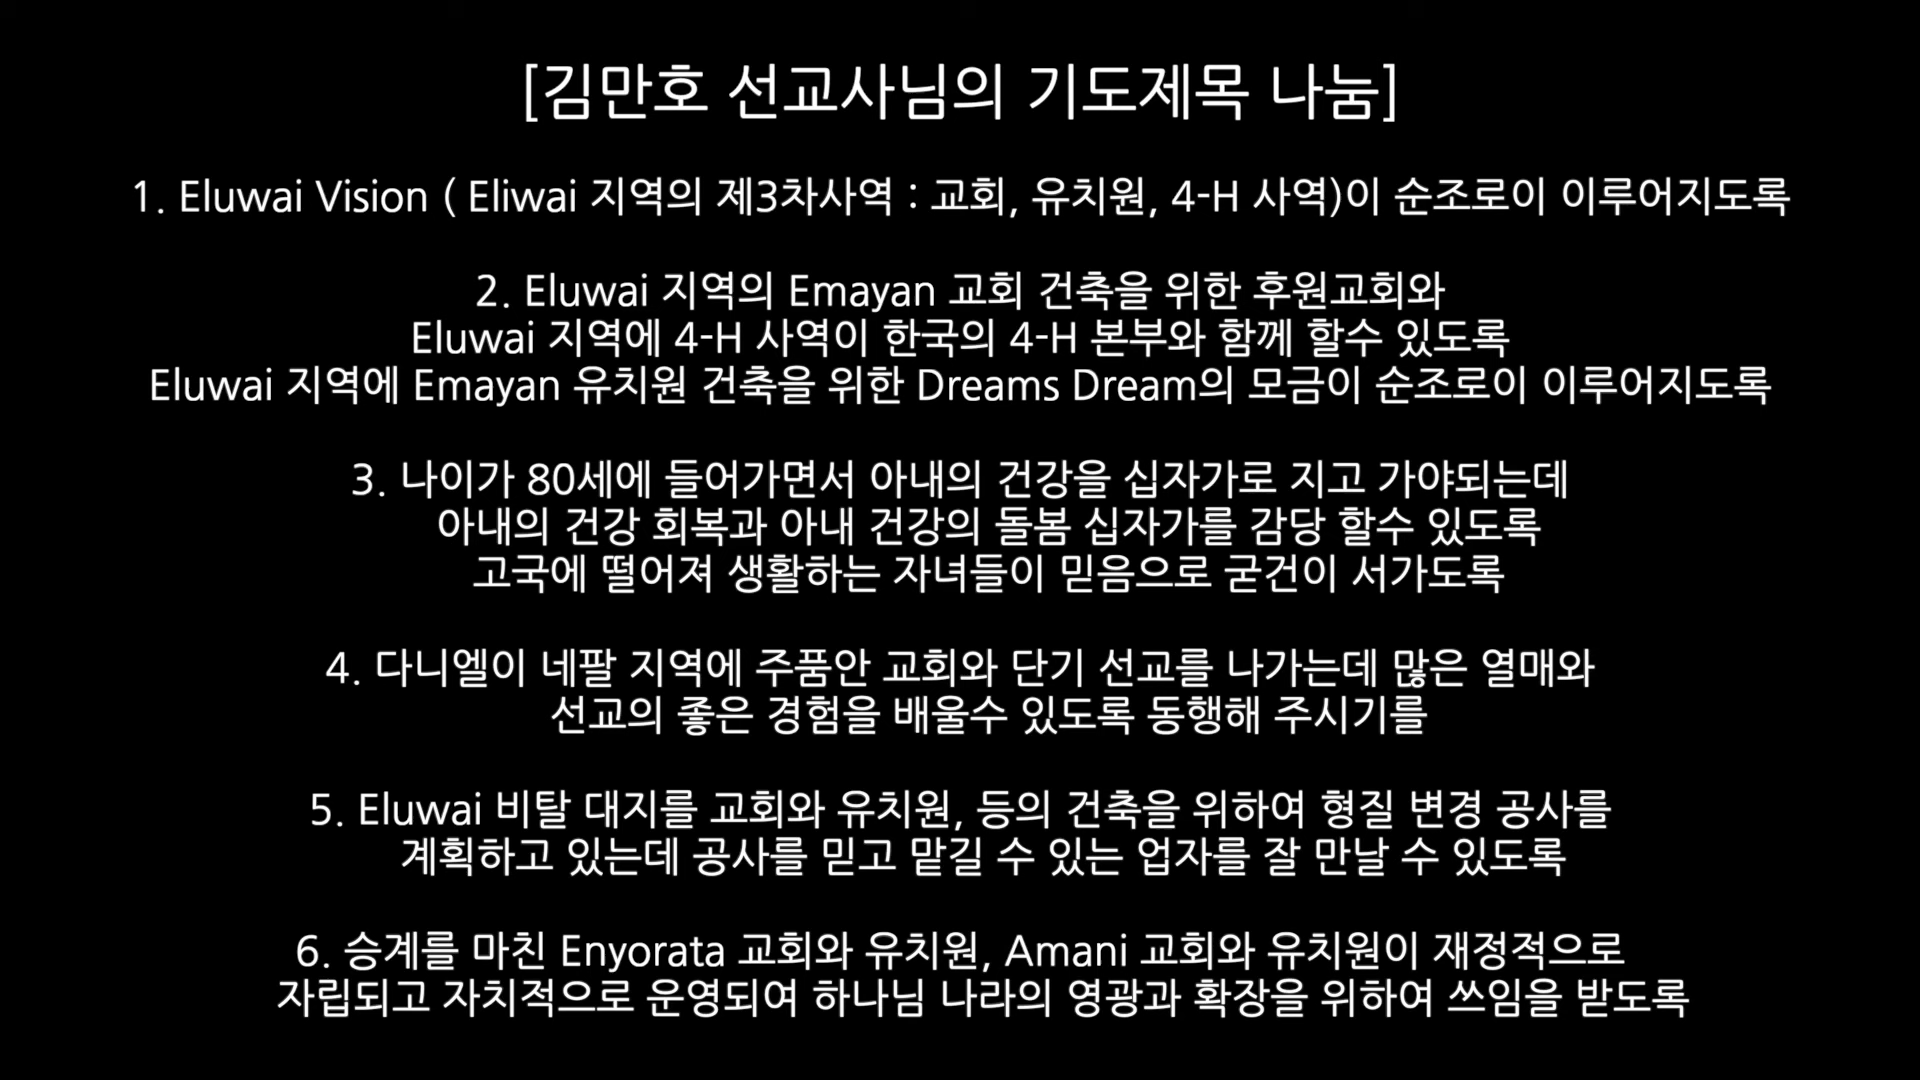 [김만호 선교사님의 기도제목 나눔]
1. Eluwai Vision ( Eliwai 지역의 제3차사역 : 교회, 유치원, 4-H 사역)이 순조로이 이루어지도록
2. Eluwai 지역의 Emayan 교회 건축을 위한 후원교회와
Eluwai 지역에 4-H 사역이 한국의 4-H 본부와 함께 할수 있도록
Eluwai 지역에 Emayan 유치원 건축을 위한 Dreams Dream의 모금이 순조로이 이루어지도록
3. 나이가 80세에 들어가면서 아내의 건강을 십자가로 지고 가야되는데
아내의 건강 회복과 아내 건강의 돌봄 십자가를 감당 할수 있도록
고국에 떨어져 생활하는 자녀들이 믿음으로 굳건이 서가도록
4. 다니엘이 네팔 지역에 주품안 교회와 단기 선교를 나가는데 많은 열매와
선교의 좋은 경험을 배울수 있도록 동행해 주시기를
5. Eluwai 비탈 대지를 교회와 유치원, 등의 건축을 위하여 형질 변경 공사를
계획하고 있는데 공사를 믿고 맡길 수 있는 업자를 잘 만날 수 있도록
6. 승계를 마친 Enyorata 교회와 유치원, Amani 교회와 유치원이 재정적으로
자립되고 자치적으로 운영되여 하나님 나라의 영광과 확장을 위하여 쓰임을 받도록